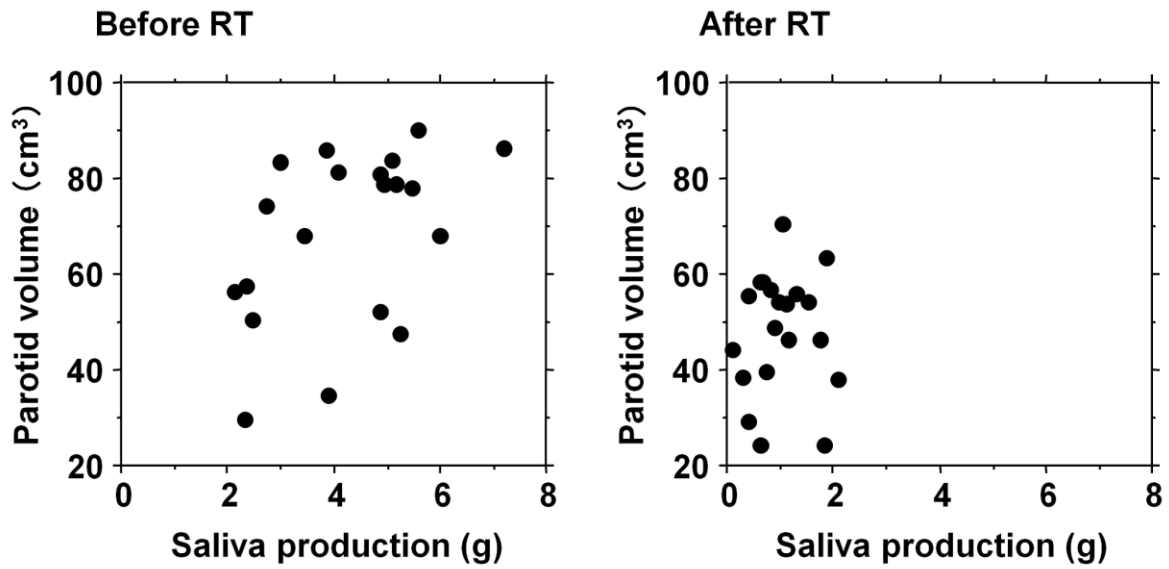 Before RT
100
80
60
40
20
Parotid volume (cm³)
0 2 4 6 8
Saliva production (g)
After RT
100
80
60
40
20
Parotid volume (cm³)
0 2 4 6 8
Saliva production (g)